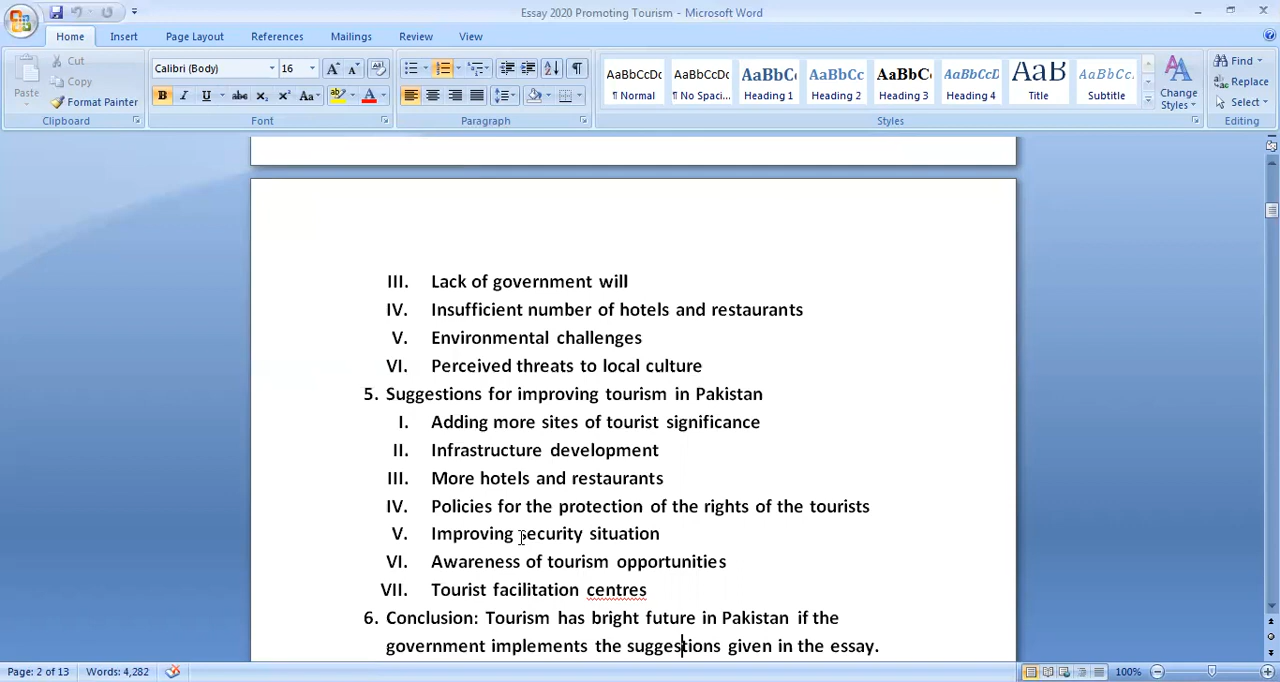 Essay 2020 Promoting Tourism - Microsoft Word
Home Insert Page Layout References Mailings Review View
Paste Cut Copy Format Painter
Calibri (Body) 16
B I U abc X₂ X² Aa A
AaBbCcDc AaBbCcDc AaBbC AaBbCc AaBbC AaBbCcD AaB AaBbCcL
¶ Normal ¶ No Spaci... Heading 1 Heading 2 Heading 3 Heading 4 Title Subtitle
Change Styles
Find Replace Select
Clipboard Font Paragraph Styles Editing
III. Lack of government will
IV. Insufficient number of hotels and restaurants
V. Environmental challenges
VI. Perceived threats to local culture
5. Suggestions for improving tourism in Pakistan
I. Adding more sites of tourist significance
II. Infrastructure development
III. More hotels and restaurants
IV. Policies for the protection of the rights of the tourists
V. Improving security situation
VI. Awareness of tourism opportunities
VII. Tourist facilitation centres
6. Conclusion: Tourism has bright future in Pakistan if the
government implements the suggestions given in the essay.
Page: 2 of 13 Words: 4,282 100%